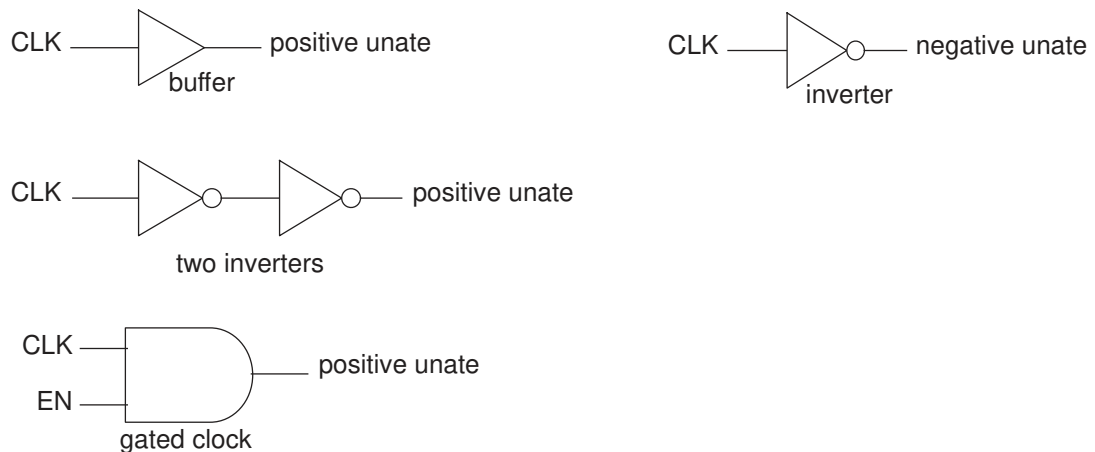 CLK
positive unate
buffer
CLK
negative unate
inverter
CLK
positive unate
two inverters
CLK
EN
positive unate
gated clock